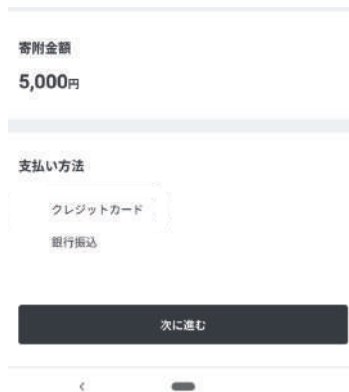 寄附金額
5,000円
支払い方法
クレジットカード
銀行振込
次に進む